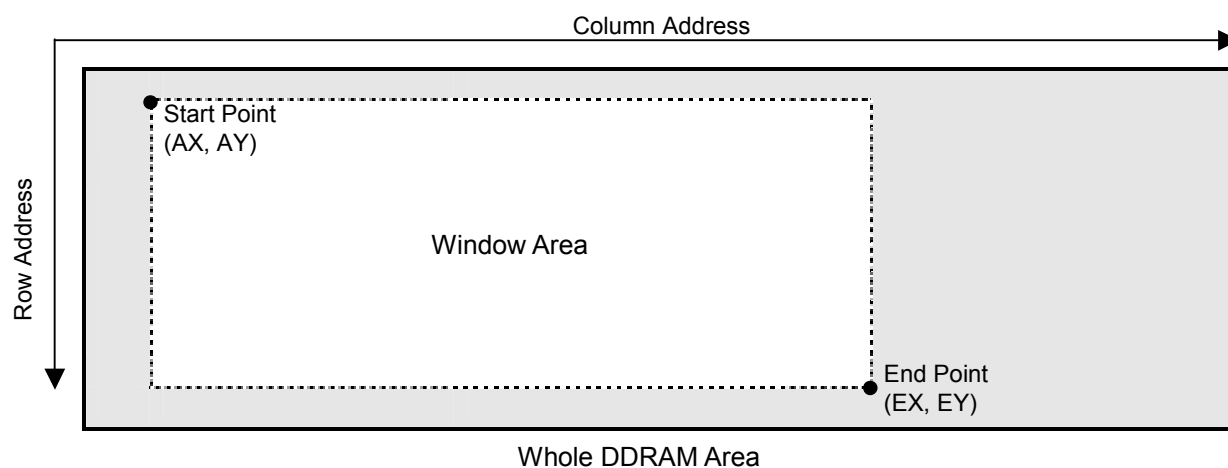 Column Address
Start Point
(AX, AY)
Row Address
Window Area
End Point
(EX, EY)
Whole DDRAM Area